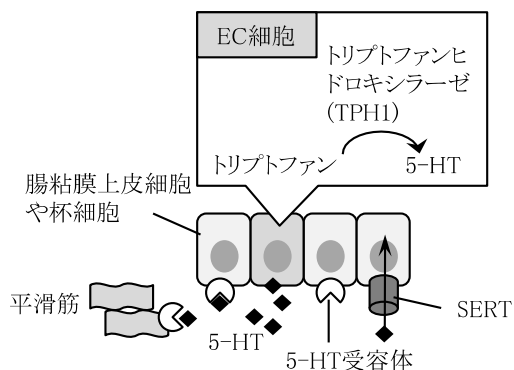 EC細胞
トリプトファンヒ
ドロキシラーゼ
(TPH1)
トリプトファン
5-HT
腸粘膜上皮細胞
や杯細胞
平滑筋
5-HT
SERT
5-HT受容体